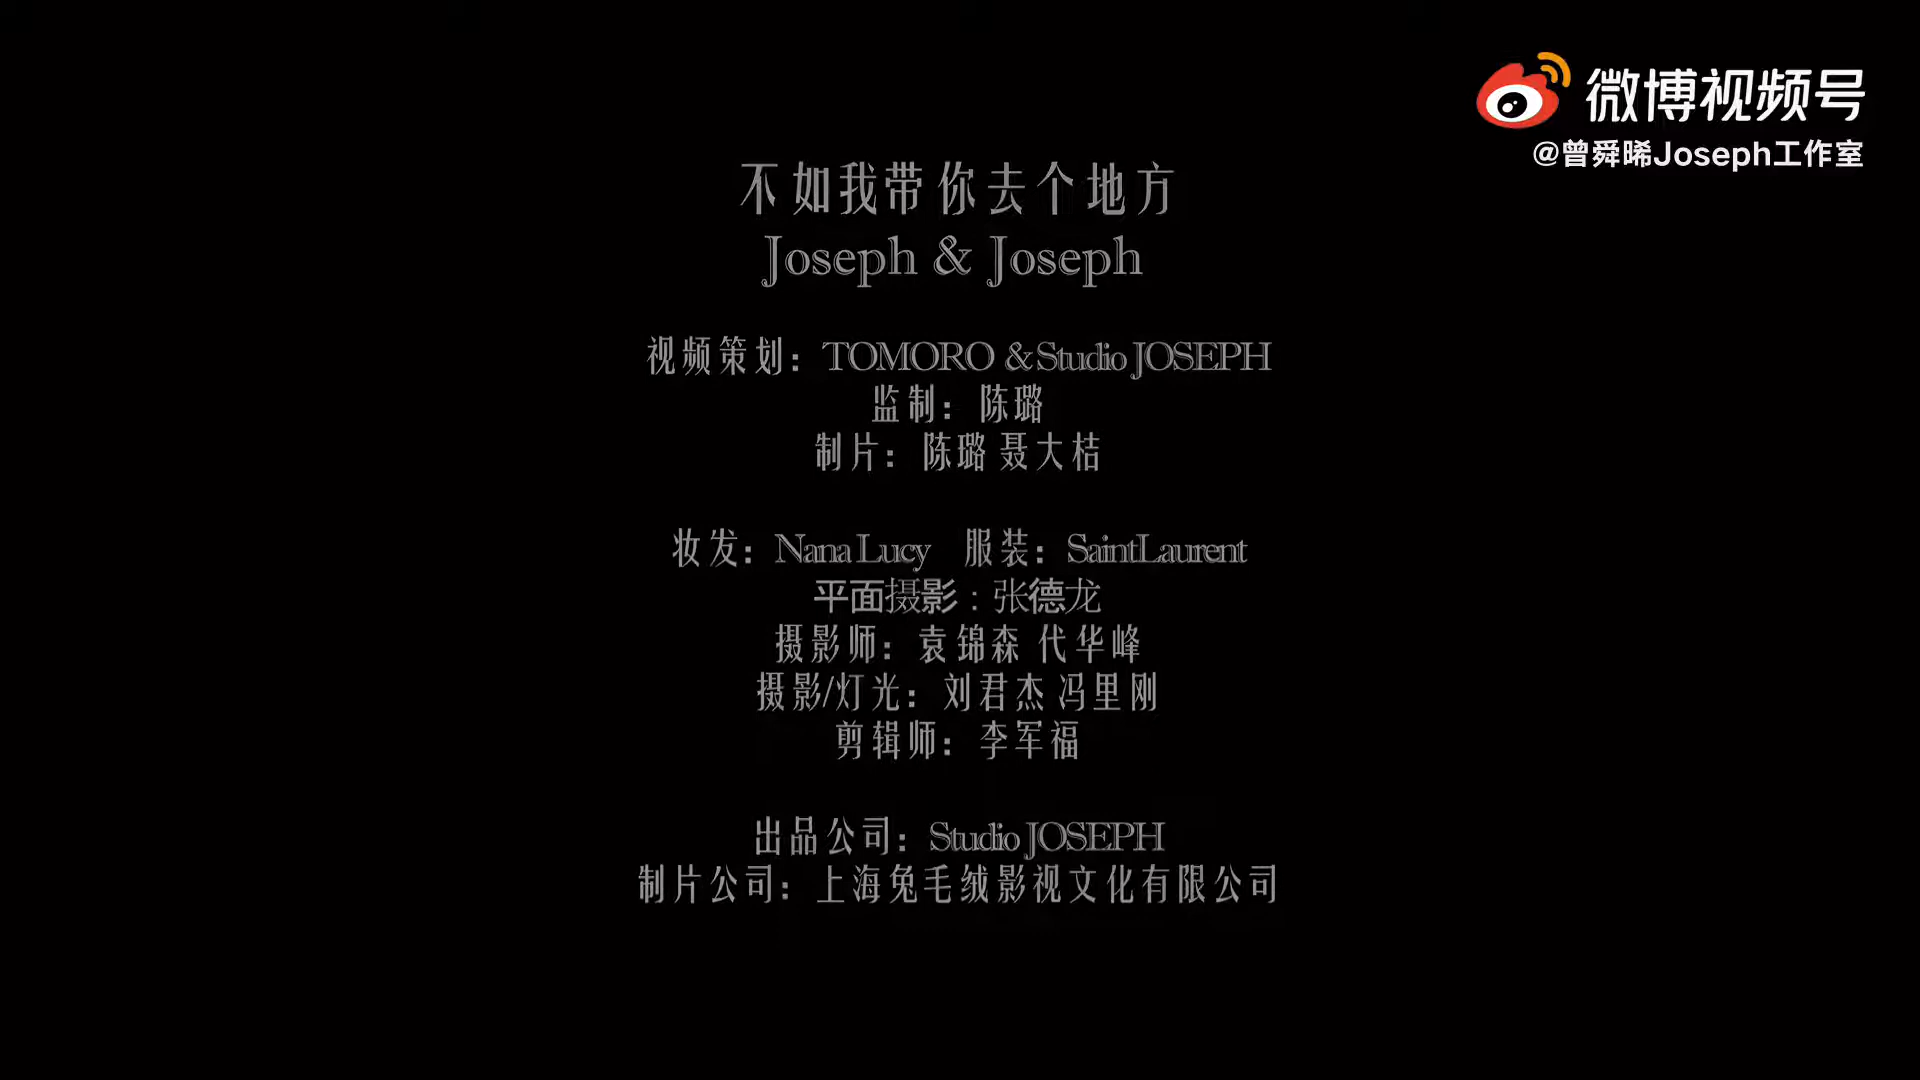 微博视频号
@曾舜晞Joseph工作室
不如我带你去个地方
Joseph & Joseph
视频策划：TOMORO & Studio JOSEPH
监制：陈璐
制片：陈璐 聂大桔
妆发：Nana Lucy 服装：SaintLaurent
平面摄影：张德龙
摄影师：袁锦森 代华峰
摄影/灯光：刘君杰 冯里刚
剪辑师：李军福
出品公司：Studio JOSEPH
制片公司：上海兔毛绒影视文化有限公司